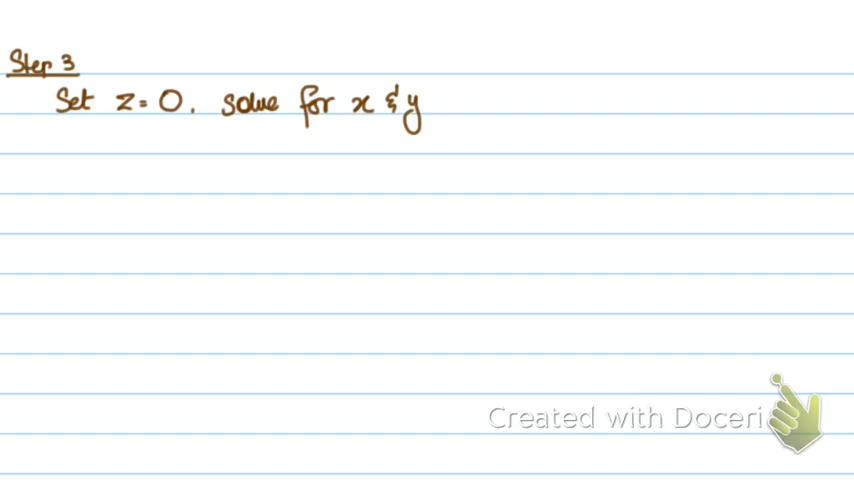 Step 3
Set z = 0. solve for x & y
Created with Doceri